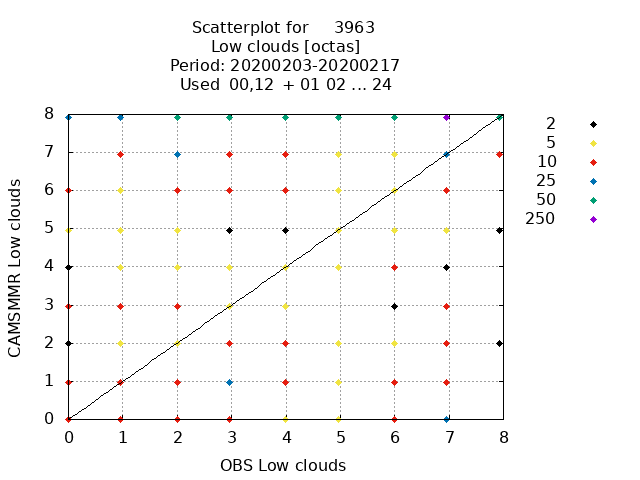 Scatterplot for 3963
Low clouds [octas]
Period: 20200203-20200217
Used 00,12 + 01 02 ... 24
8
7
6
5
4
3
2
1
0
CAMSMMR Low clouds
0 1 2 3 4 5 6 7 8
OBS Low clouds
2
5
10
25
50
250